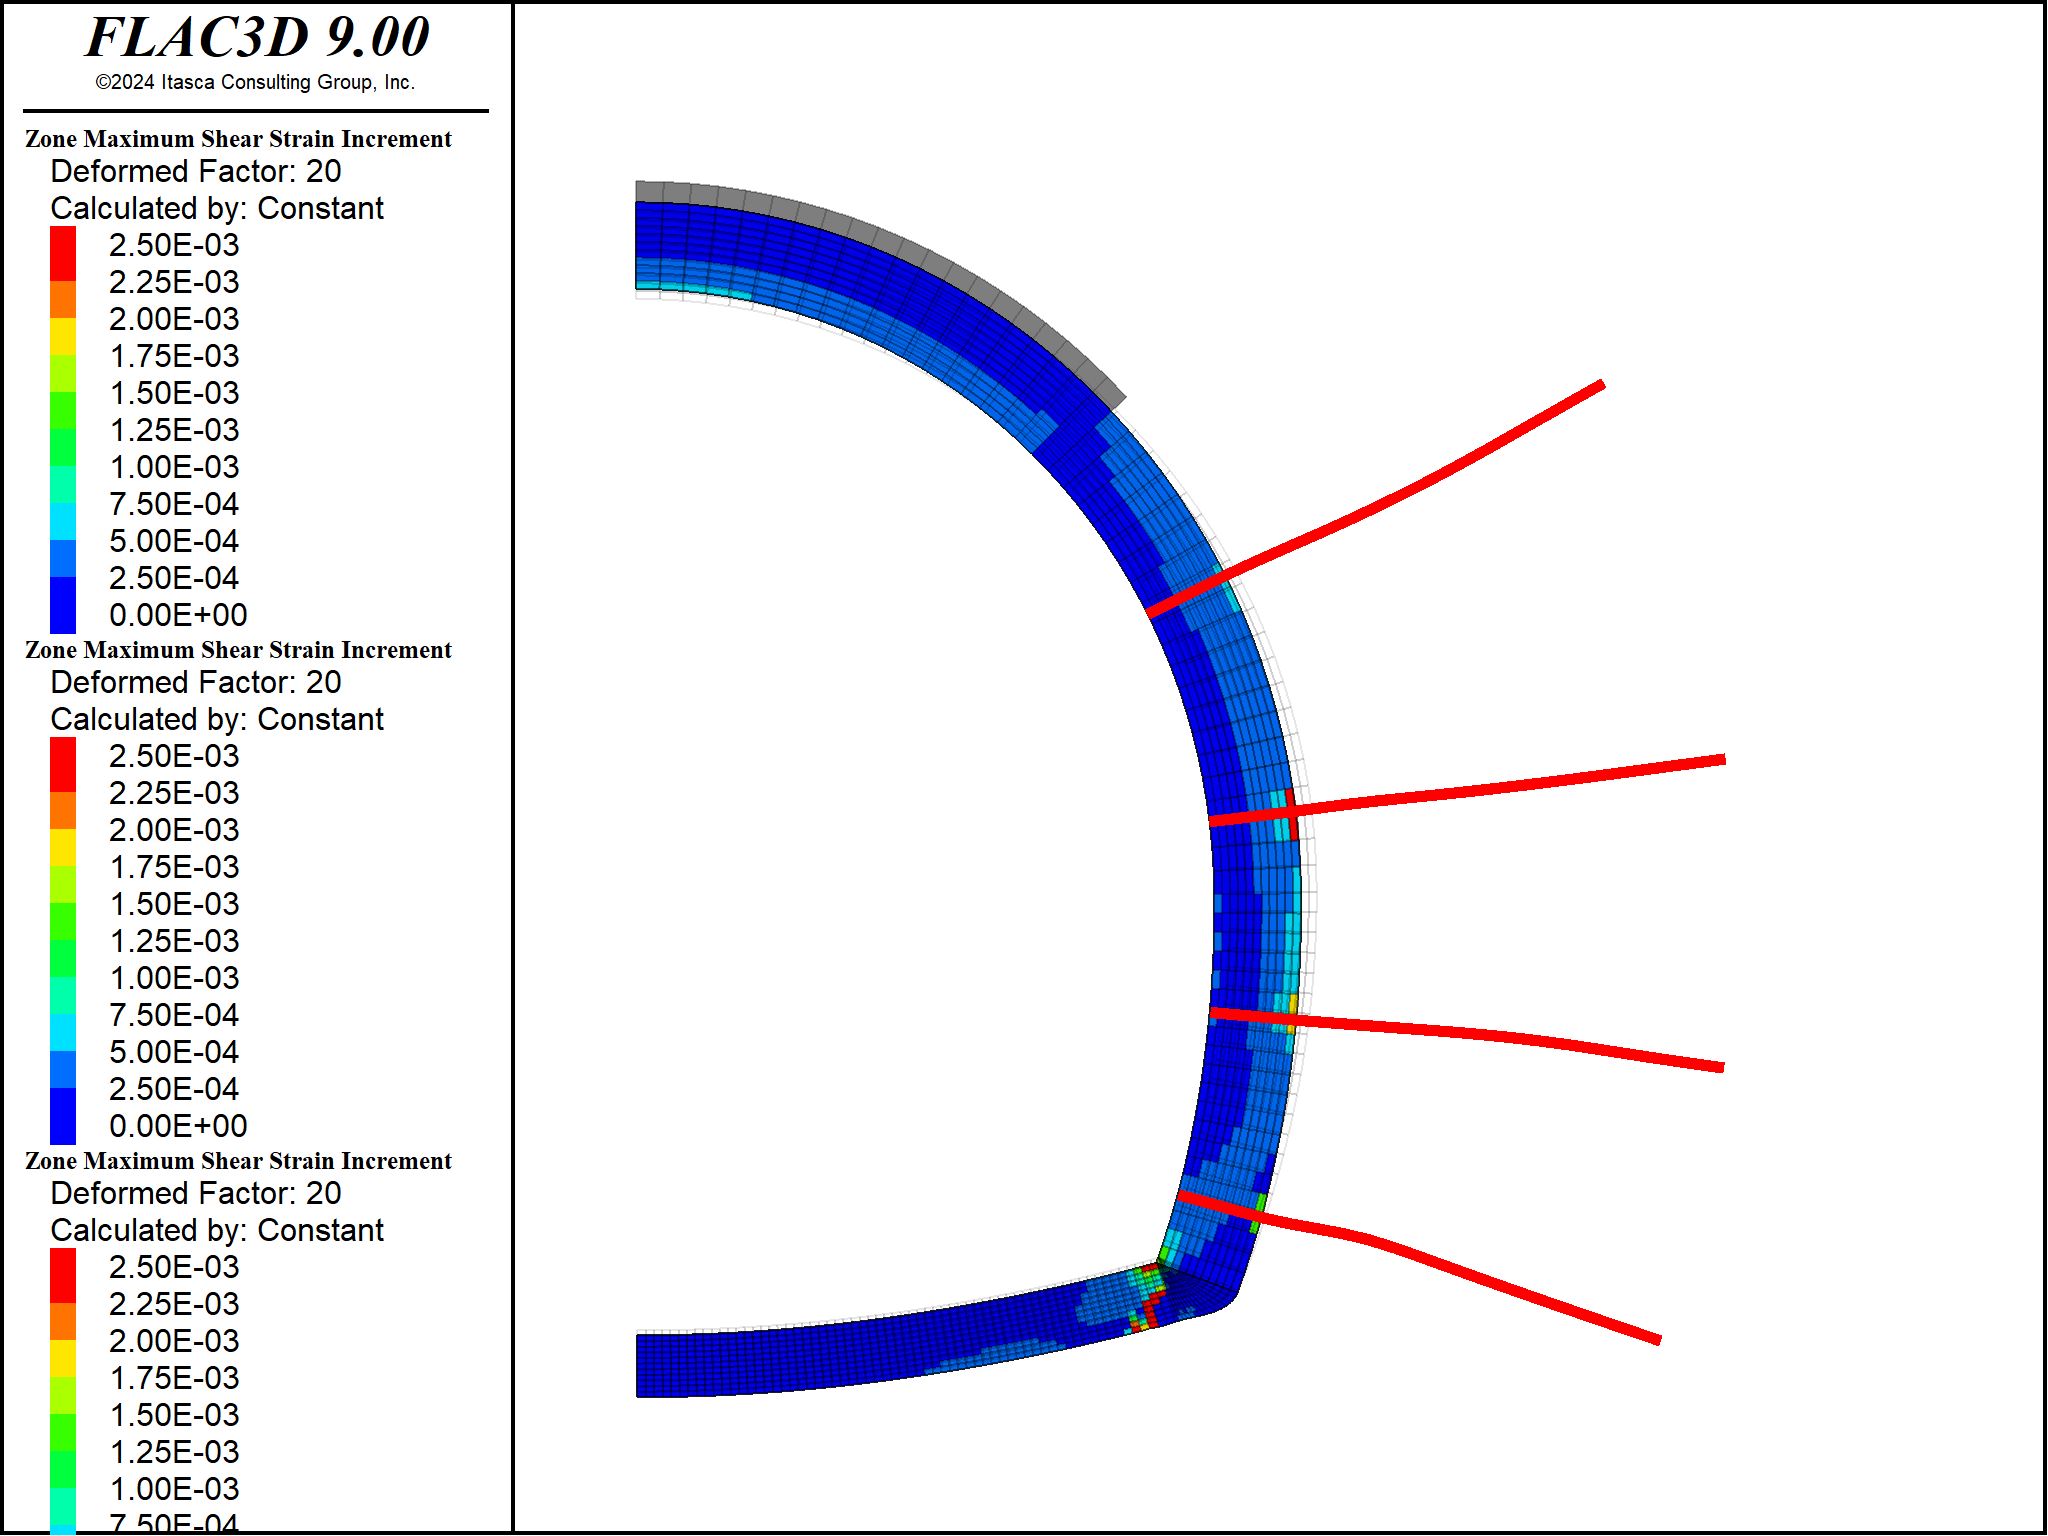 FLAC3D 9.00
©2024 Itasca Consulting Group, Inc.
Zone Maximum Shear Strain Increment
Deformed Factor: 20
Calculated by: Constant
2.50E-03
2.25E-03
2.00E-03
1.75E-03
1.50E-03
1.25E-03
1.00E-03
7.50E-04
5.00E-04
2.50E-04
0.00E+00
Zone Maximum Shear Strain Increment
Deformed Factor: 20
Calculated by: Constant
2.50E-03
2.25E-03
2.00E-03
1.75E-03
1.50E-03
1.25E-03
1.00E-03
7.50E-04
5.00E-04
2.50E-04
0.00E+00
Zone Maximum Shear Strain Increment
Deformed Factor: 20
Calculated by: Constant
2.50E-03
2.25E-03
2.00E-03
1.75E-03
1.50E-03
1.25E-03
1.00E-03
7.50E-04